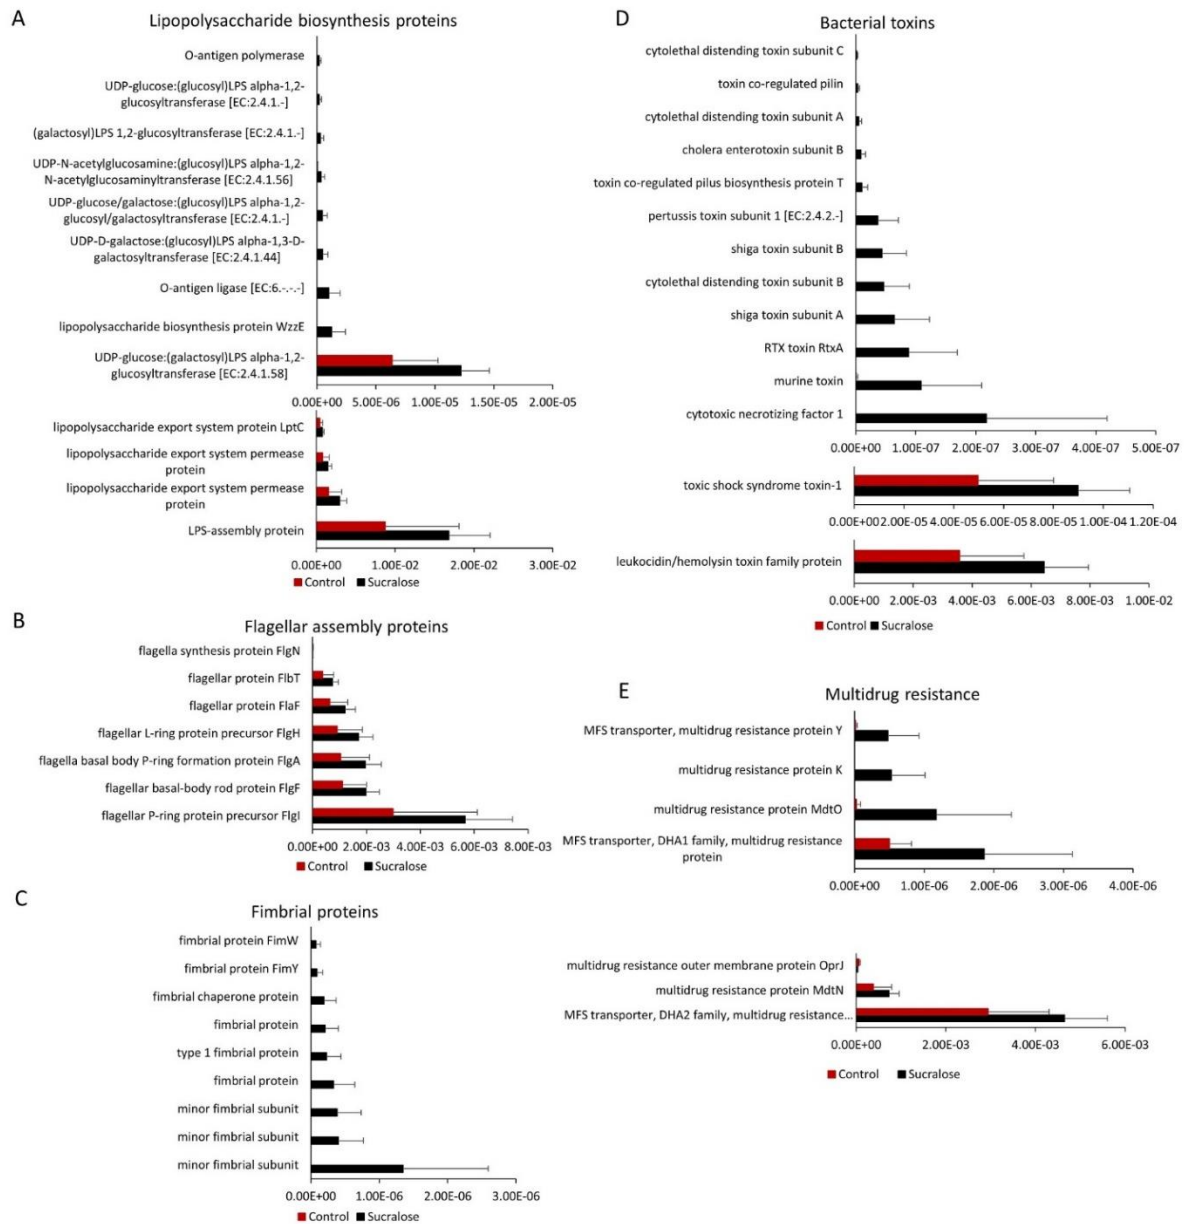 A
Lipopolysaccharide biosynthesis proteins
O-antigen polymerase
UDP-glucose:(glucosyl)LPS alpha-1,2-
glucosyltransferase [EC:2.4.1.-]
(galactosyl)LPS 1,2-glucosyltransferase [EC:2.4.1.-]
UDP-N-acetylglucosamine:(glucosyl)LPS alpha-1,2-
N-acetylglucosaminyltransferase [EC:2.4.1.56]
UDP-glucose/galactose:(glucosyl)LPS alpha-1,2-
glucosyl/galactosyltransferase [EC:2.4.1.-]
UDP-D-galactose:(glucosyl)LPS alpha-1,3-D-
galactosyltransferase [EC:2.4.1.44]
O-antigen ligase [EC:6.-.-.-]
lipopolysaccharide biosynthesis protein WzzE
UDP-glucose:(galactosyl)LPS alpha-1,2-
glucosyltransferase [EC:2.4.1.58]
0.00E+00 5.00E-06 1.00E-05 1.50E-05 2.00E-05
lipopolysaccharide export system protein LptC
lipopolysaccharide export system permease
protein
lipopolysaccharide export system permease
protein
LPS-assembly protein
0.00E+00 1.00E-02 2.00E-02 3.00E-02
Control Sucralose
B
Flagellar assembly proteins
flagella synthesis protein FlgN
flagellar protein FlbT
flagellar protein FlaF
flagellar L-ring protein precursor FlgH
flagella basal body P-ring formation protein FlgA
flagellar basal-body rod protein FlgF
flagellar P-ring protein precursor FlgI
0.00E+00 2.00E-03 4.00E-03 6.00E-03 8.00E-03
Control Sucralose
C
Fimbrial proteins
fimbrial protein FimW
fimbrial protein FimY
fimbrial chaperone protein
fimbrial protein
type 1 fimbrial protein
fimbrial protein
minor fimbrial subunit
minor fimbrial subunit
minor fimbrial subunit
0.00E+00 1.00E-06 2.00E-06 3.00E-06
Control Sucralose
D
Bacterial toxins
cytolethal distending toxin subunit C
toxin co-regulated pilin
cytolethal distending toxin subunit A
cholera enterotoxin subunit B
toxin co-regulated pilus biosynthesis protein T
pertussis toxin subunit 1 [EC:2.4.2.-]
shiga toxin subunit B
cytolethal distending toxin subunit B
shiga toxin subunit A
RTX toxin RtxA
murine toxin
cytotoxic necrotizing factor 1
0.00E+00 1.00E-07 2.00E-07 3.00E-07 4.00E-07 5.00E-07
toxic shock syndrome toxin-1
0.00E+00 2.00E-05 4.00E-05 6.00E-05 8.00E-05 1.00E-04 1.20E-04
leukocidin/hemolysin toxin family protein
0.00E+00 2.00E-03 4.00E-03 6.00E-03 8.00E-03 1.00E-02
Control Sucralose
E
Multidrug resistance
MFS transporter, multidrug resistance protein Y
multidrug resistance protein K
multidrug resistance protein MdtO
MFS transporter, DHA1 family, multidrug resistance
protein
0.00E+00 1.00E-06 2.00E-06 3.00E-06 4.00E-06
multidrug resistance outer membrane protein OprJ
multidrug resistance protein MdtN
MFS transporter, DHA2 family, multidrug resistance...
0.00E+00 2.00E-03 4.00E-03 6.00E-03
Control Sucralose